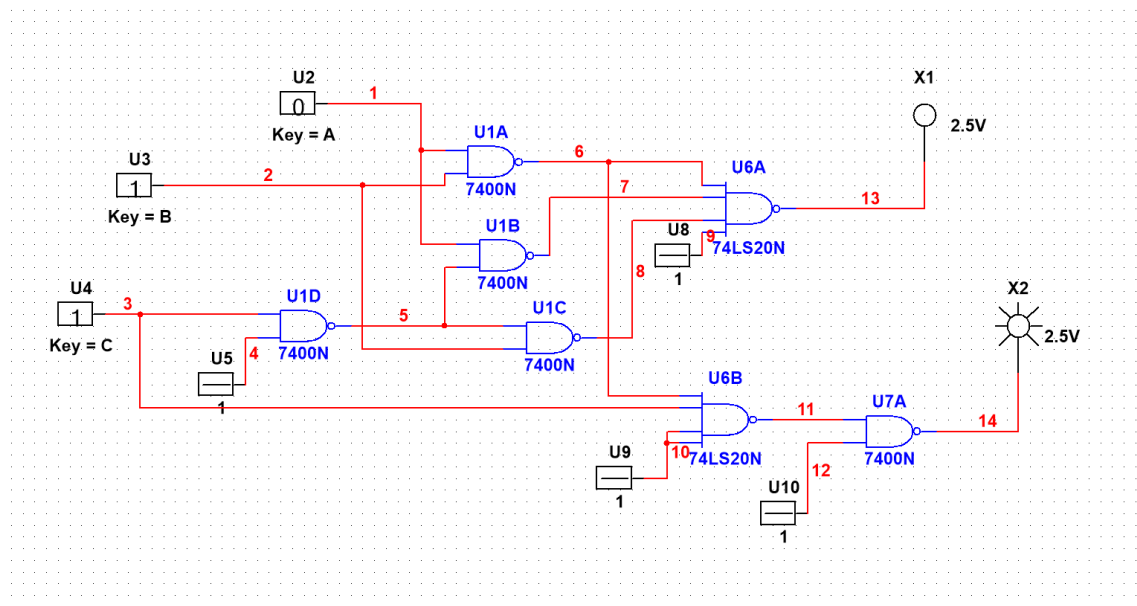 U2
0
Key = A
1
X1
2.5V
U3
1
Key = B
2
U1A
7400N
6
U6A
74LS20N
7
13
U1B
7400N
U8
1
9
8
U4
1
Key = C
3
U1D
7400N
4
5
U5
1
U1C
7400N
X2
2.5V
U6B
74LS20N
11
U7A
7400N
14
U9
1
10
12
U10
1